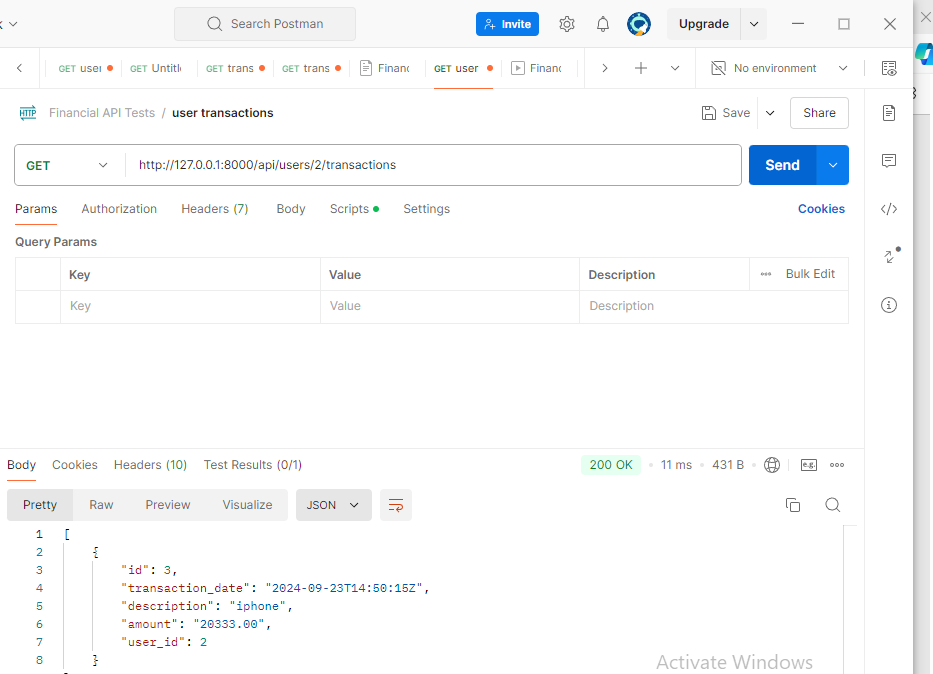 Search Postman
Invite
Upgrade
GET user
GET Untitl
GET trans
GET trans
Financ
GET user
Financ
No environment
HTTP
Financial API Tests / user transactions
Save
Share
GET
http://127.0.0.1:8000/api/users/2/transactions
Send
Params Authorization Headers (7) Body Scripts Settings
Cookies
Query Params
Key Value Description Bulk Edit
Key Value Description
Body Cookies Headers (10) Test Results (0/1)
200 OK 11 ms 431 B
e.g.
Pretty Raw Preview Visualize JSON
1 [
2 {
3 "id": 3,
4 "transaction_date": "2024-09-23T14:50:15Z",
5 "description": "iphone",
6 "amount": "20333.00",
7 "user_id": 2
8 }
Activate Windows